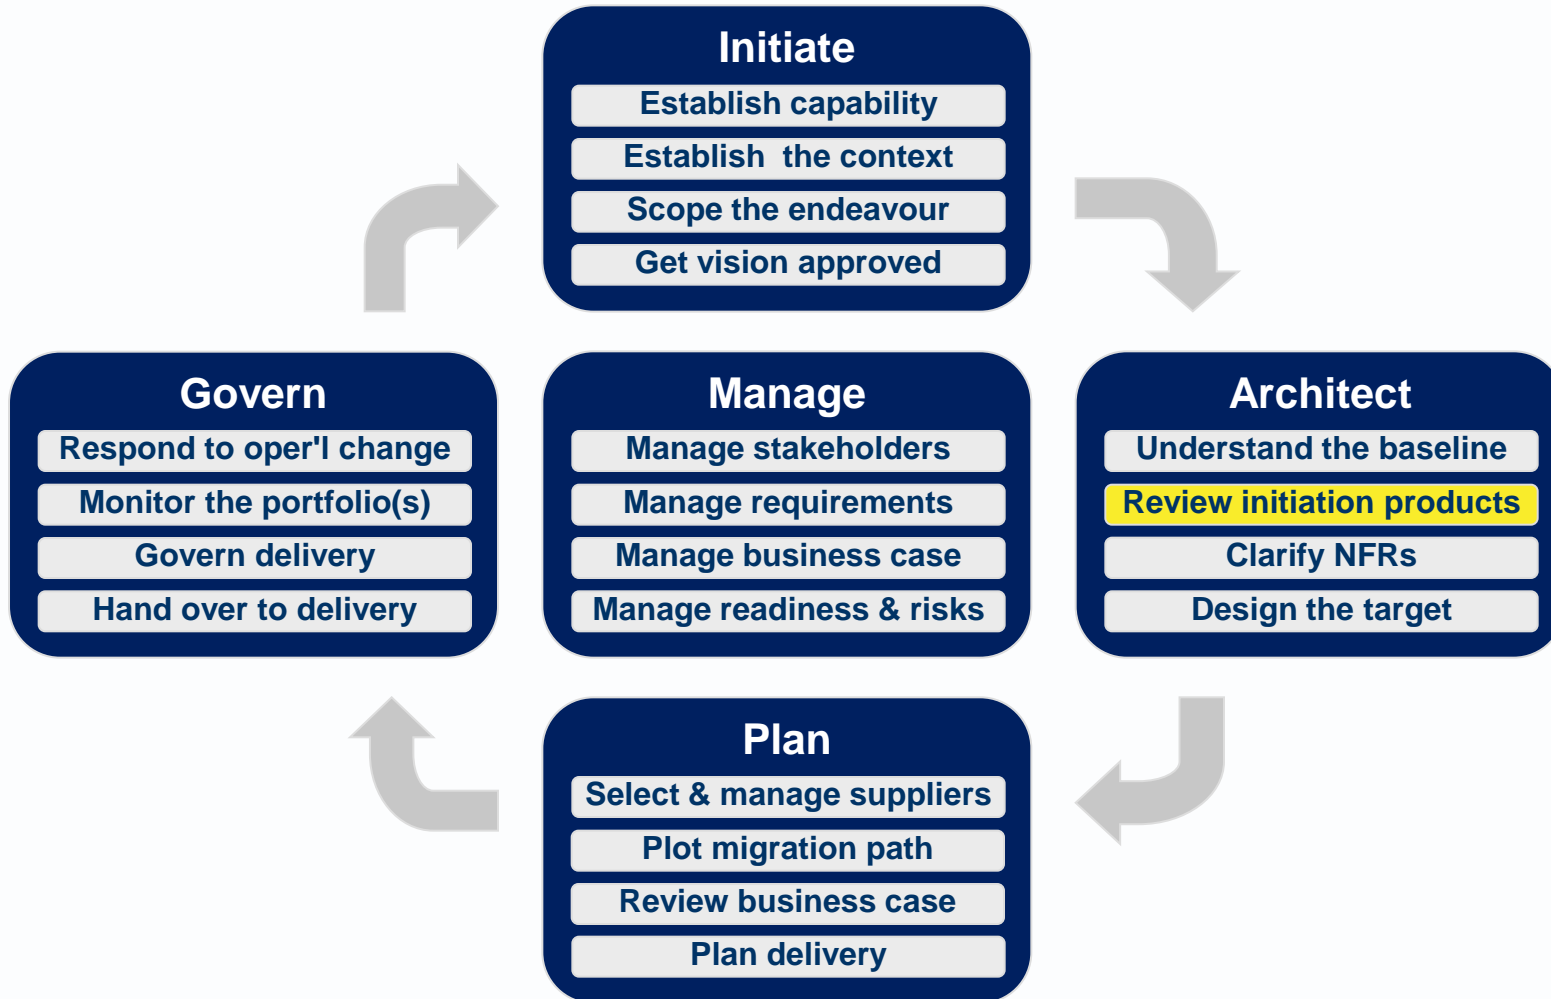 Initiate
Establish capability
Establish  the context
Scope the endeavour
Get vision approved
Govern
Respond to oper'l change
Monitor the portfolio(s)
Govern delivery
Hand over to delivery
Manage
Manage stakeholders
Manage requirements
Manage business case
Manage readiness & risks
Architect
Understand the baseline
Review initiation products
Clarify NFRs
Design the target
Plan
Select & manage suppliers
Plot migration path
Review business case
Plan delivery